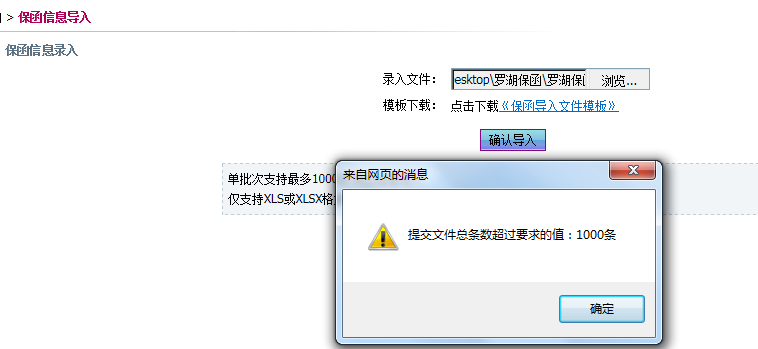 > 保函信息导入
保函信息录入
录入文件： esktop\罗湖保函\罗湖保函 浏览...
模板下载： 点击下载《保函导入文件模板》
确认导入
单批次支持最多1000
仅支持XLS或XLSX格
来自网页的消息
提交文件总条数超过要求的值：1000条
确定